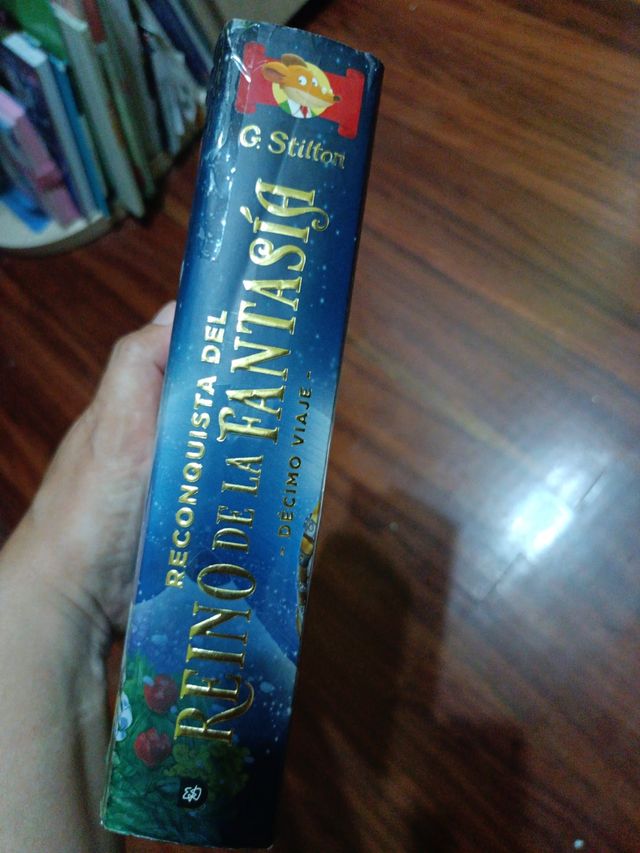 G. Stilton
RECONQUISTA DEL
REINO DE LA FANTASÍA
- DÉCIMO VIAJE -